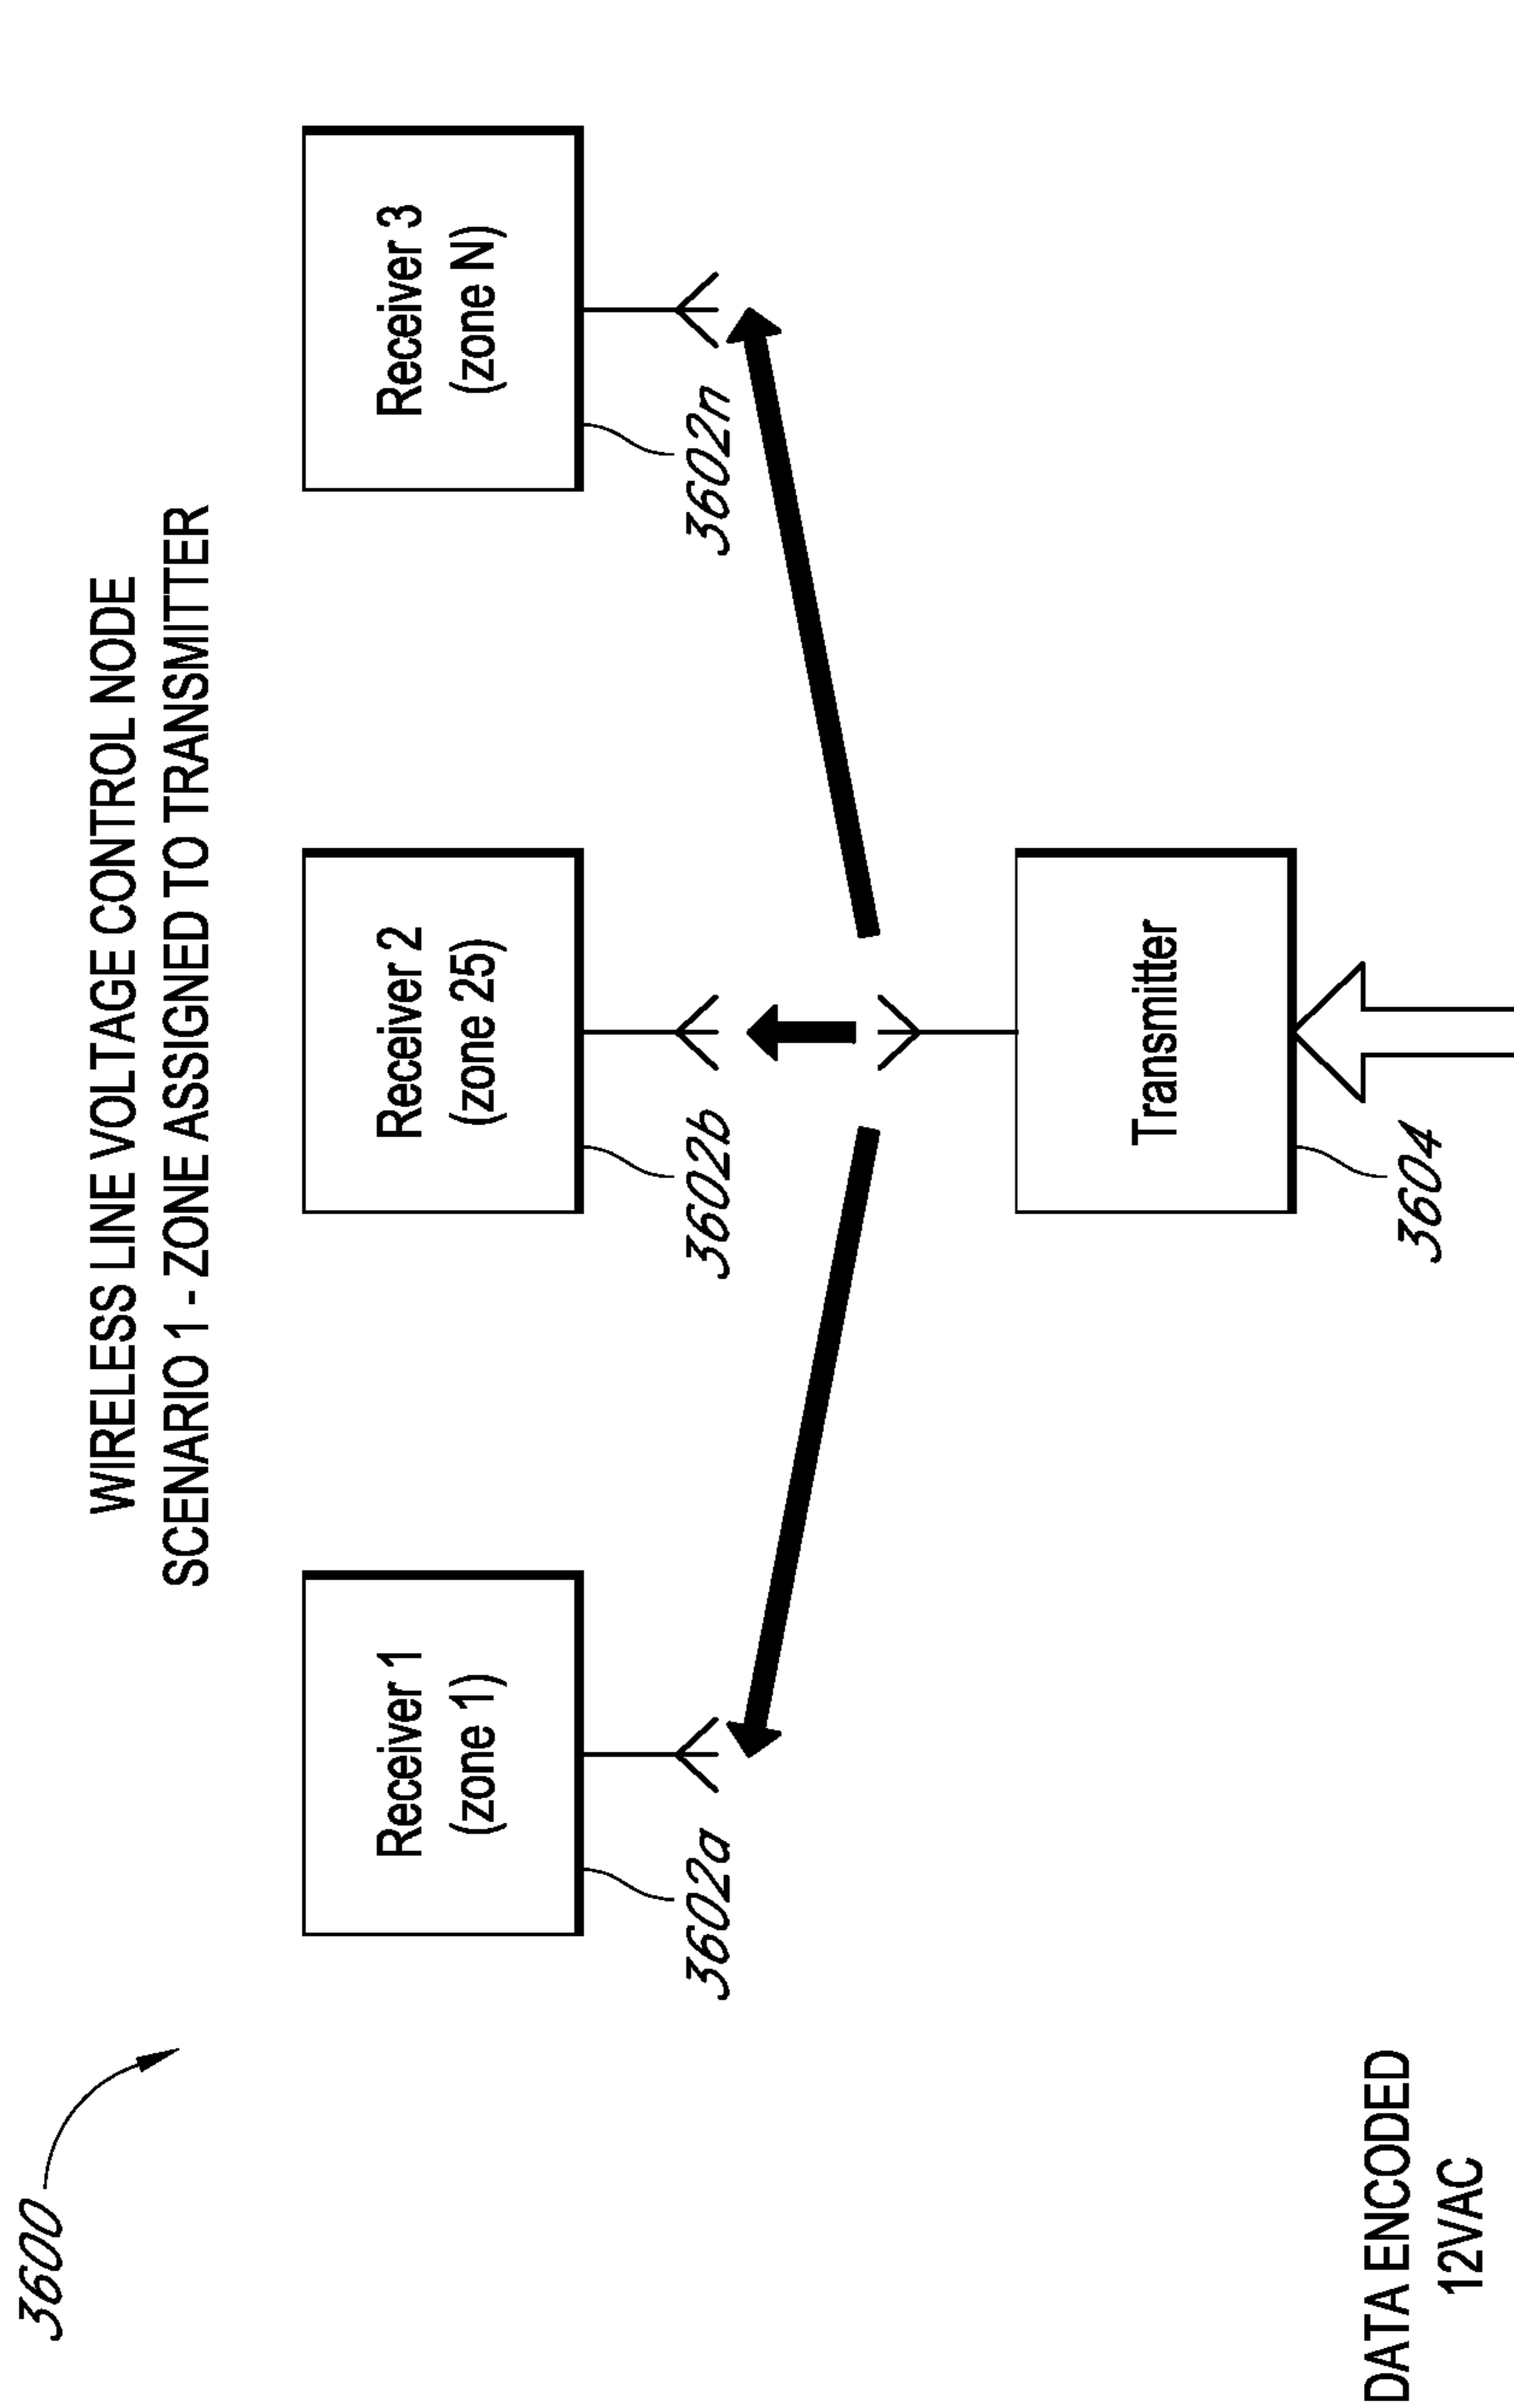 3600
WIRELESS LINE VOLTAGE CONTROL NODE
SCENARIO 1 - ZONE ASSIGNED TO TRANSMITTER
Receiver 1
(zone 1)
3602a
Receiver 2
(zone 25)
3602b
Receiver 3
(zone N)
3602n
Transmitter
3604
DATA ENCODED
12VAC